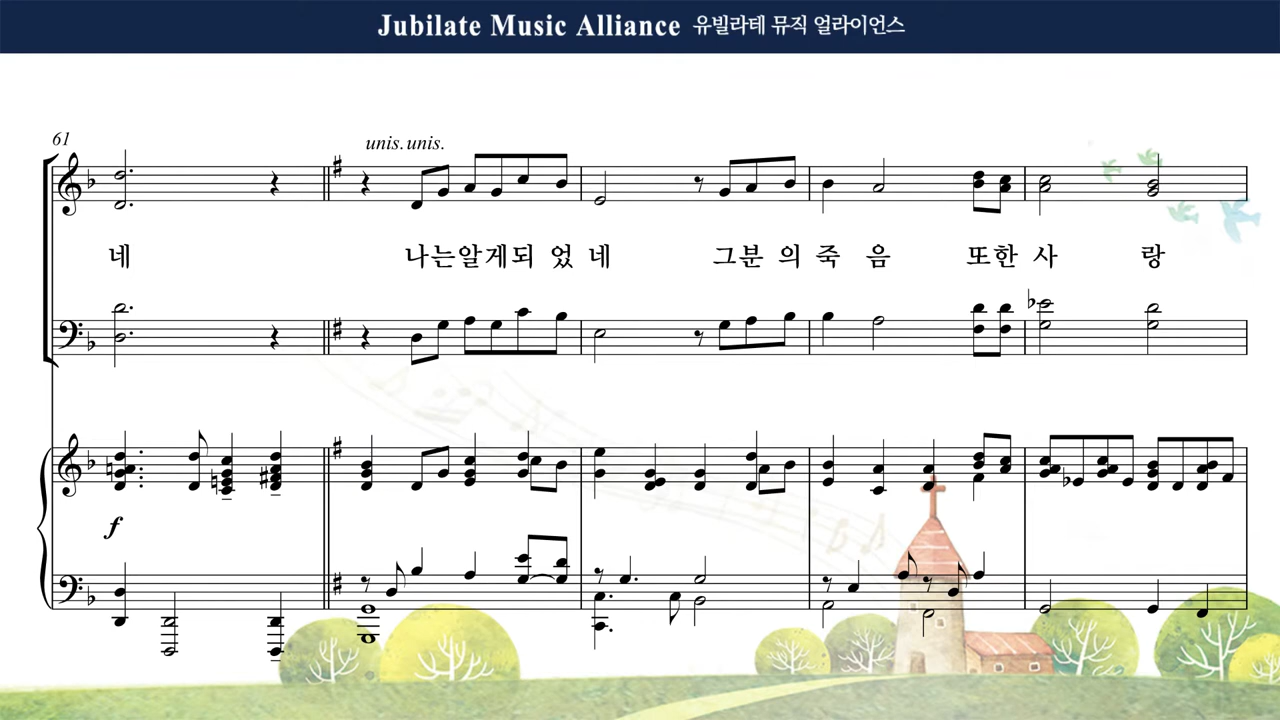 Jubilate Music Alliance 유빌라테 뮤직 얼라이언스
61
unis. unis.
네 나는알게되 었 네 그분 의 죽 음 또한 사 랑
f